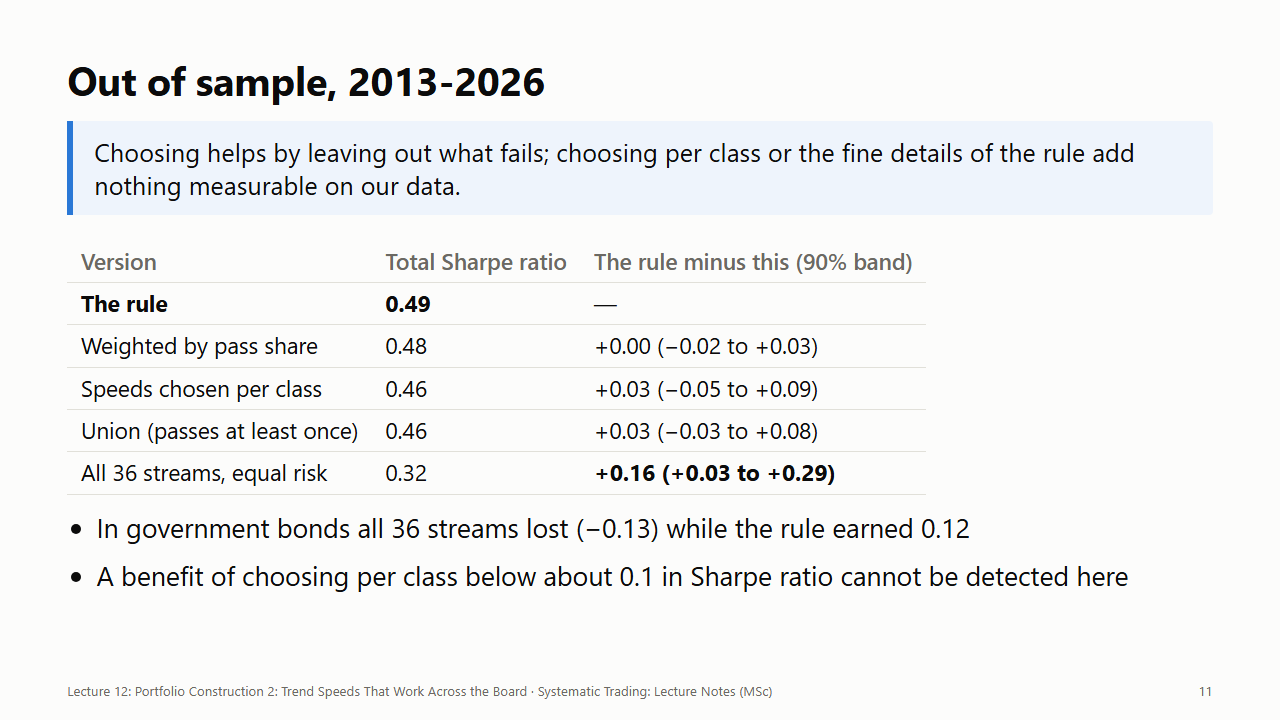 Out of sample, 2013-2026
Choosing helps by leaving out what fails; choosing per class or the fine details of the rule add
nothing measurable on our data.
Version Total Sharpe ratio The rule minus this (90% band)
The rule 0.49 —
Weighted by pass share 0.48 +0.00 (−0.02 to +0.03)
Speeds chosen per class 0.46 +0.03 (−0.05 to +0.09)
Union (passes at least once) 0.46 +0.03 (−0.03 to +0.08)
All 36 streams, equal risk 0.32 +0.16 (+0.03 to +0.29)
• In government bonds all 36 streams lost (−0.13) while the rule earned 0.12
• A benefit of choosing per class below about 0.1 in Sharpe ratio cannot be detected here
Lecture 12: Portfolio Construction 2: Trend Speeds That Work Across the Board · Systematic Trading: Lecture Notes (MSc) 11